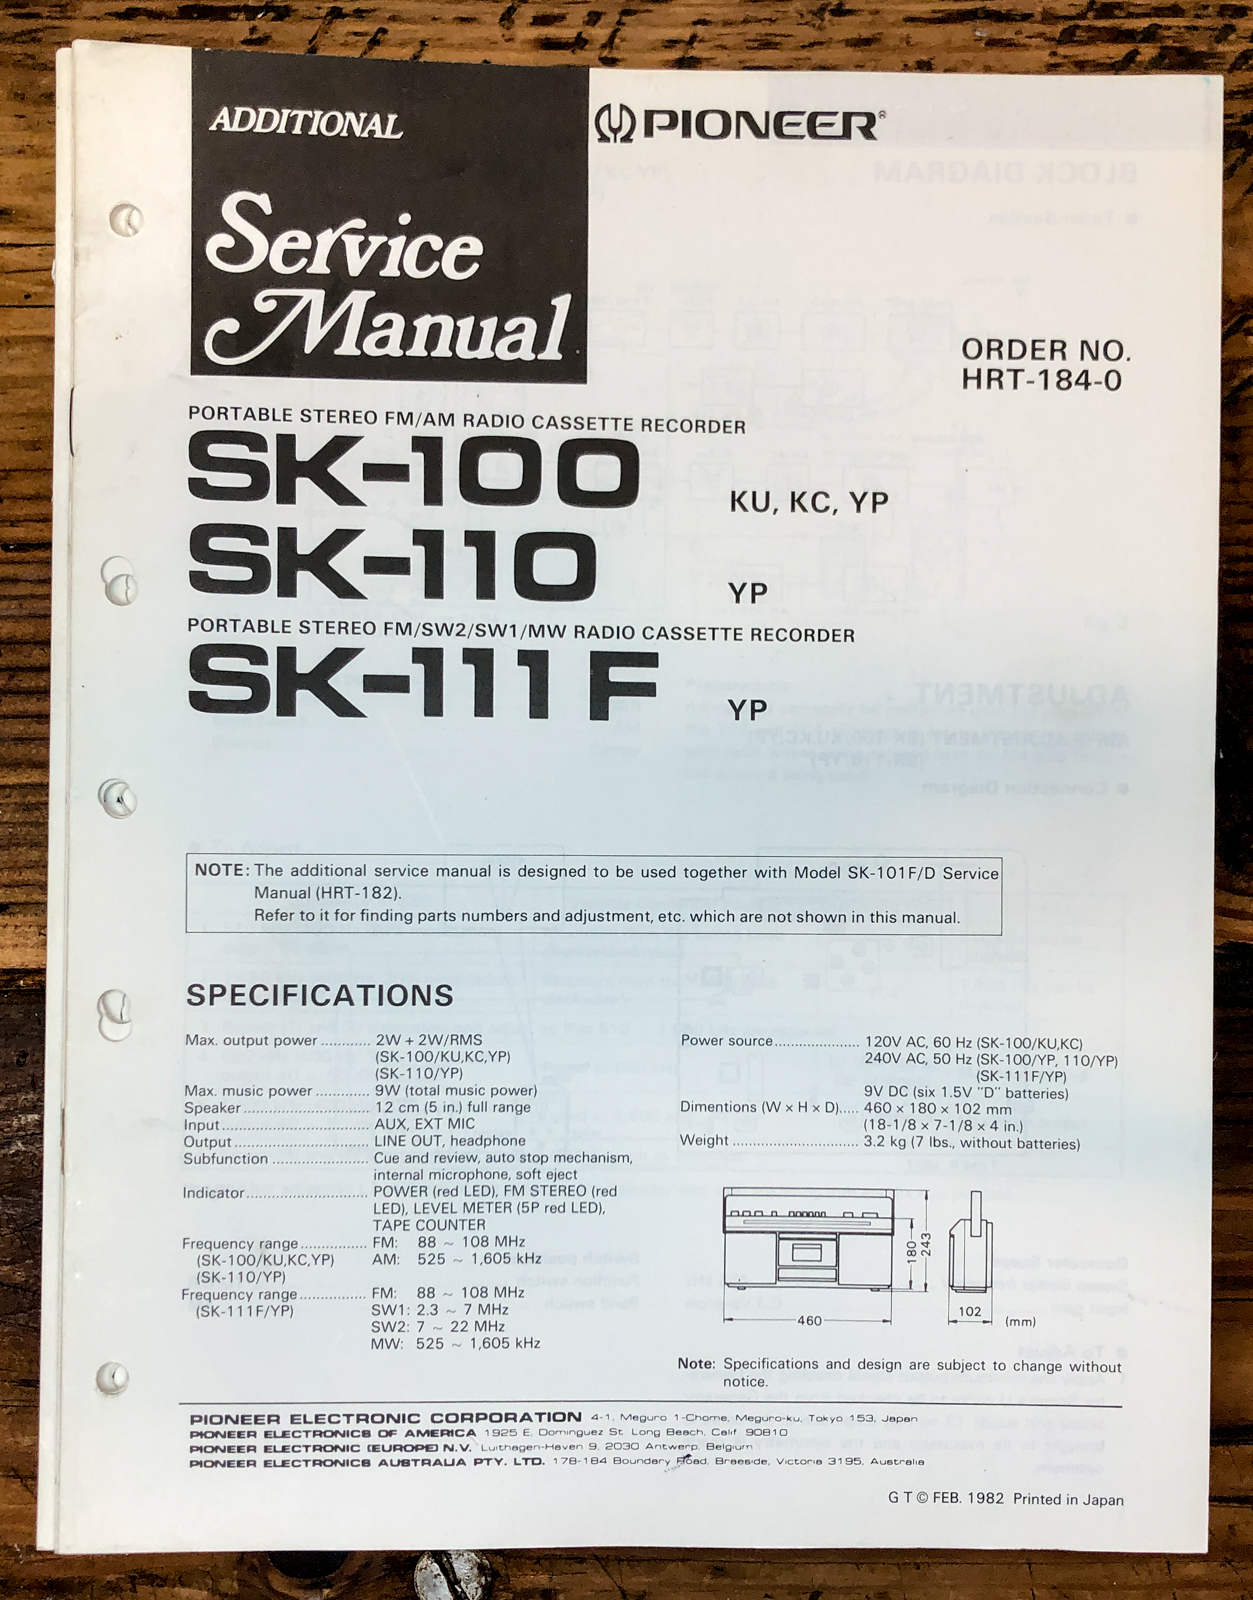 ADDITIONAL
Service
Manual
PIONEER®
ORDER NO.
HRT-184-0
PORTABLE STEREO FM/AM RADIO CASSETTE RECORDER
SK-100 KU, KC, YP
SK-110 YP
PORTABLE STEREO FM/SW2/SW1/MW RADIO CASSETTE RECORDER
SK-111F YP
NOTE: The additional service manual is designed to be used together with Model SK-101F/D Service
Manual (HRT-182).
Refer to it for finding parts numbers and adjustment, etc. which are not shown in this manual.
SPECIFICATIONS
Max. output power ............ 2W + 2W/RMS
(SK-100/KU,KC,YP)
(SK-110/YP)
Max. music power ............ 9W (total music power)
Speaker ............ 12 cm (5 in.) full range
Input ............ AUX, EXT MIC
Output ............ LINE OUT, headphone
Subfunction ............ Cue and review, auto stop mechanism,
internal microphone, soft eject
Indicator ............ POWER (red LED), FM STEREO (red
LED), LEVEL METER (5P red LED),
TAPE COUNTER
Frequency range ............ FM: 88 ~ 108 MHz
(SK-100/KU,KC,YP) AM: 525 ~ 1,605 kHz
(SK-110/YP)
Frequency range ............ FM: 88 ~ 108 MHz
(SK-111F/YP) SW1: 2.3 ~ 7 MHz
SW2: 7 ~ 22 MHz
MW: 525 ~ 1,605 kHz
Power source ............ 120V AC, 60 Hz (SK-100/KU,KC)
240V AC, 50 Hz (SK-100/YP, 110/YP)
(SK-111F/YP)
9V DC (six 1.5V "D" batteries)
Dimentions (W × H × D) ..... 460 × 180 × 102 mm
(18-1/8 × 7-1/8 × 4 in.)
Weight ............ 3.2 kg (7 lbs., without batteries)
180
243
460
102
(mm)
Note: Specifications and design are subject to change without
notice.
PIONEER ELECTRONIC CORPORATION 4-1, Meguro 1-Chome, Meguro-ku, Tokyo 153, Japan
PIONEER ELECTRONICS OF AMERICA 1925 E. Dominguez St. Long Beach, Calif 90810
PIONEER ELECTRONIC (EUROPE) N.V. Luithagen-Haven 9, 2030 Antwerp, Belgium
PIONEER ELECTRONICS AUSTRALIA PTY. LTD. 178-184 Boundary Road, Braeside, Victoria 3195, Australia
G T © FEB. 1982 Printed in Japan